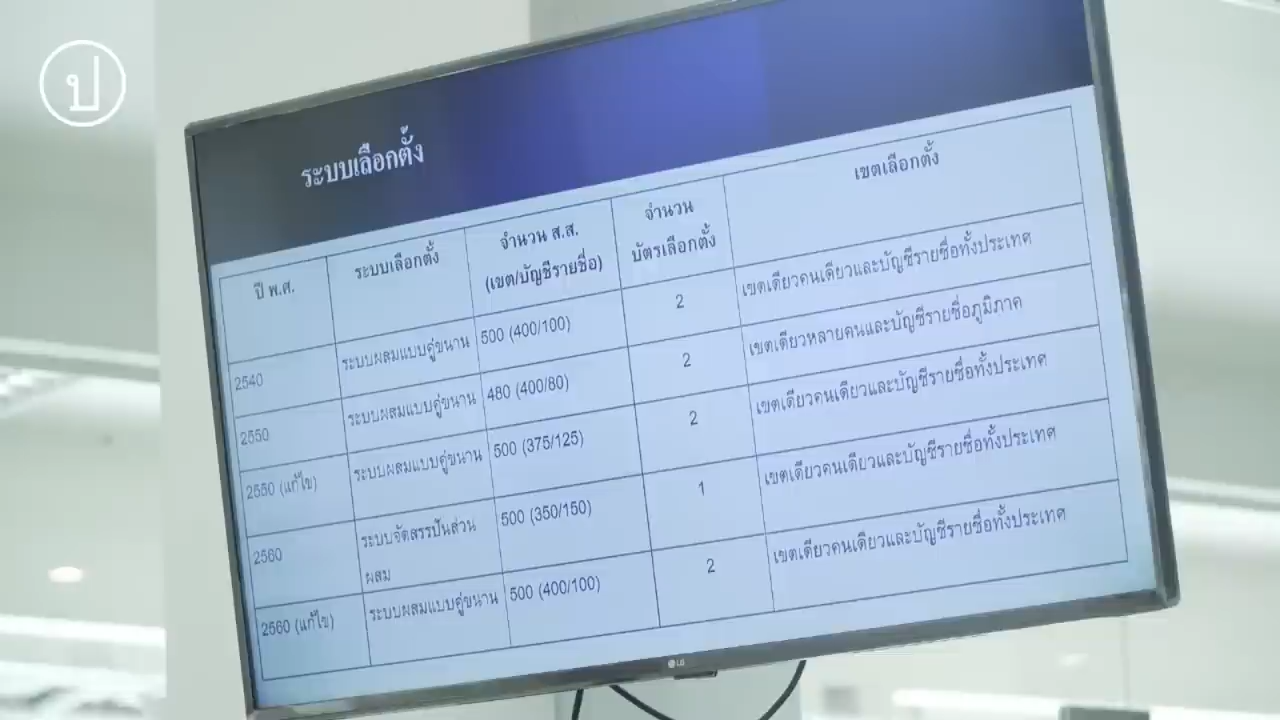 ป
ระบบเลือกตั้ง
ปี พ.ศ.
ระบบเลือกตั้ง
จำนวน ส.ส.
(เขต/บัญชีรายชื่อ)
จำนวน
บัตรเลือกตั้ง
เขตเลือกตั้ง
2540
ระบบผสมแบบคู่ขนาน
500 (400/100)
2
เขตเดียวคนเดียวและบัญชีรายชื่อทั้งประเทศ
2550
ระบบผสมแบบคู่ขนาน
480 (400/80)
2
เขตเดียวหลายคนและบัญชีรายชื่อภูมิภาค
2550 (แก้ไข)
ระบบผสมแบบคู่ขนาน
500 (375/125)
2
เขตเดียวคนเดียวและบัญชีรายชื่อทั้งประเทศ
2560
ระบบจัดสรรปันส่วน
ผสม
500 (350/150)
1
เขตเดียวคนเดียวและบัญชีรายชื่อทั้งประเทศ
2560 (แก้ไข)
ระบบผสมแบบคู่ขนาน
500 (400/100)
2
เขตเดียวคนเดียวและบัญชีรายชื่อทั้งประเทศ
LG